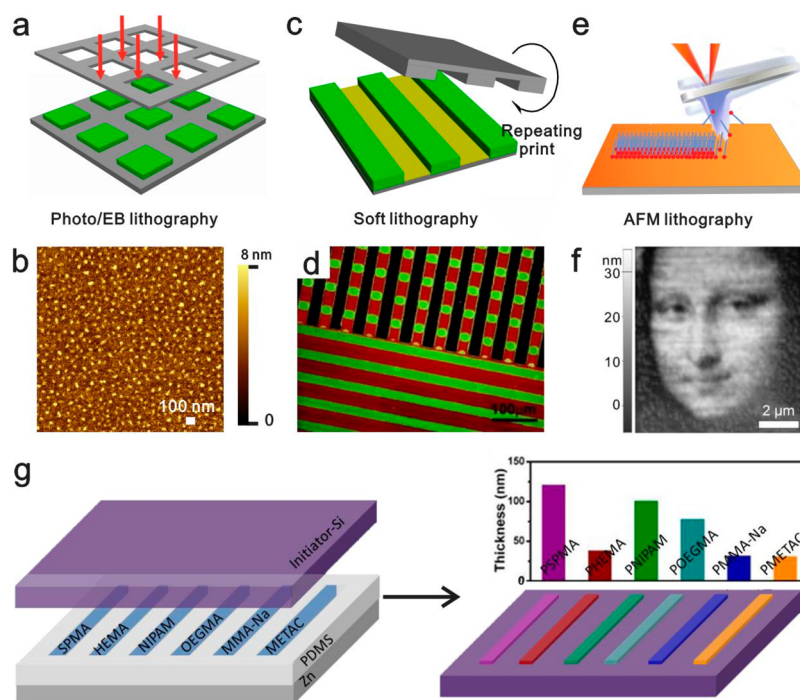 a
c
e
Repeating
print
Photo/EB lithography
Soft lithography
AFM lithography
b
8 nm
100 nm
0
d
100μm
f
nm
30
20
10
0
2 μm
g
Initiator-Si
SPMA
HEMA
NIPAM
OEGMA
MMA-Na
METAC
PDMS
Zn
Thickness (nm)
150
100
50
0
PSPMA
PHEMA
PNIPAM
POEGMA
PMMA-Na
PMETAC